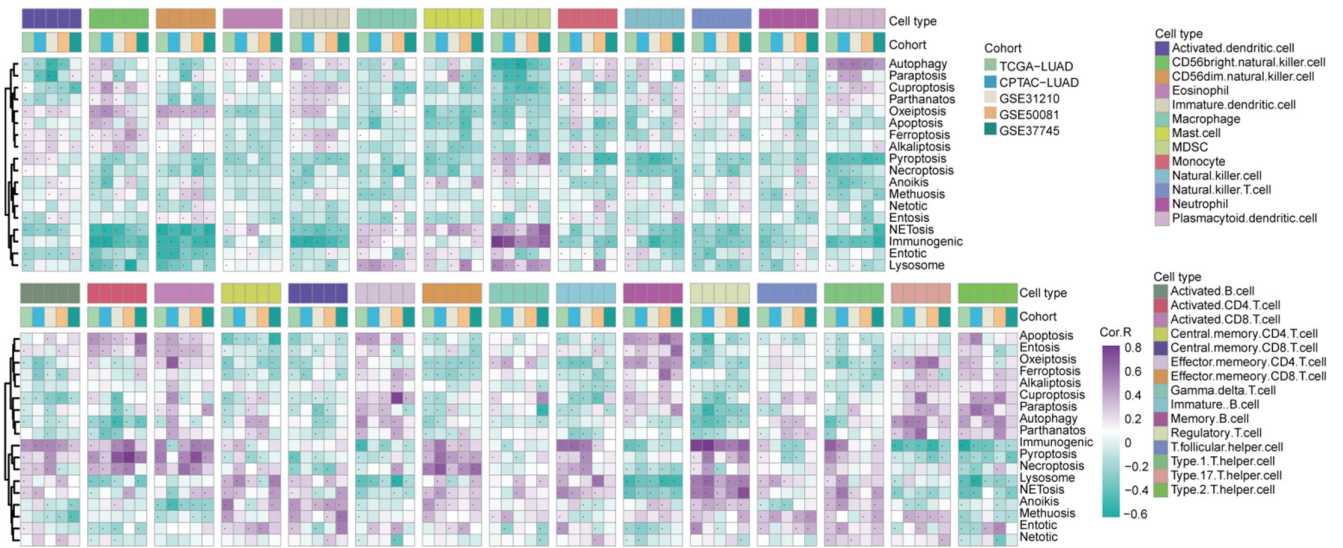 Cell type
Cohort
Autophagy
Paraptosis
Cuproptosis
Parthanatos
Oxeiptosis
Apoptosis
Ferroptosis
Alkaliptosis
Pyroptosis
Necroptosis
Anoikis
Methuosis
Netotic
Entosis
NETosis
Immunogenic
Entotic
Lysosome
Cohort
TCGA-LUAD
CPTAC-LUAD
GSE31210
GSE50081
GSE37745
Cell type
Activated.dendritic.cell
CD56bright.natural.killer.cell
CD56dim.natural.killer.cell
Eosinophil
Immature.dendritic.cell
Macrophage
Mast.cell
MDSC
Monocyte
Natural.killer.cell
Natural.killer.T.cell
Neutrophil
Plasmacytoid.dendritic.cell
Cell type
Cohort
Apoptosis
Entosis
Oxeiptosis
Ferroptosis
Alkaliptosis
Cuproptosis
Paraptosis
Autophagy
Parthanatos
Immunogenic
Pyroptosis
Necroptosis
Lysosome
NETosis
Anoikis
Methuosis
Entotic
Netotic
Cor.R
0.8
0.6
0.4
0.2
0
−0.2
−0.4
−0.6
Cell type
Activated.B.cell
Activated.CD4.T.cell
Activated.CD8.T.cell
Central.memory.CD4.T.cell
Central.memory.CD8.T.cell
Effector.memeory.CD4.T.cell
Effector.memeory.CD8.T.cell
Gamma.delta.T.cell
Immature..B.cell
Memory.B.cell
Regulatory.T.cell
T.follicular.helper.cell
Type.1.T.helper.cell
Type.17.T.helper.cell
Type.2.T.helper.cell